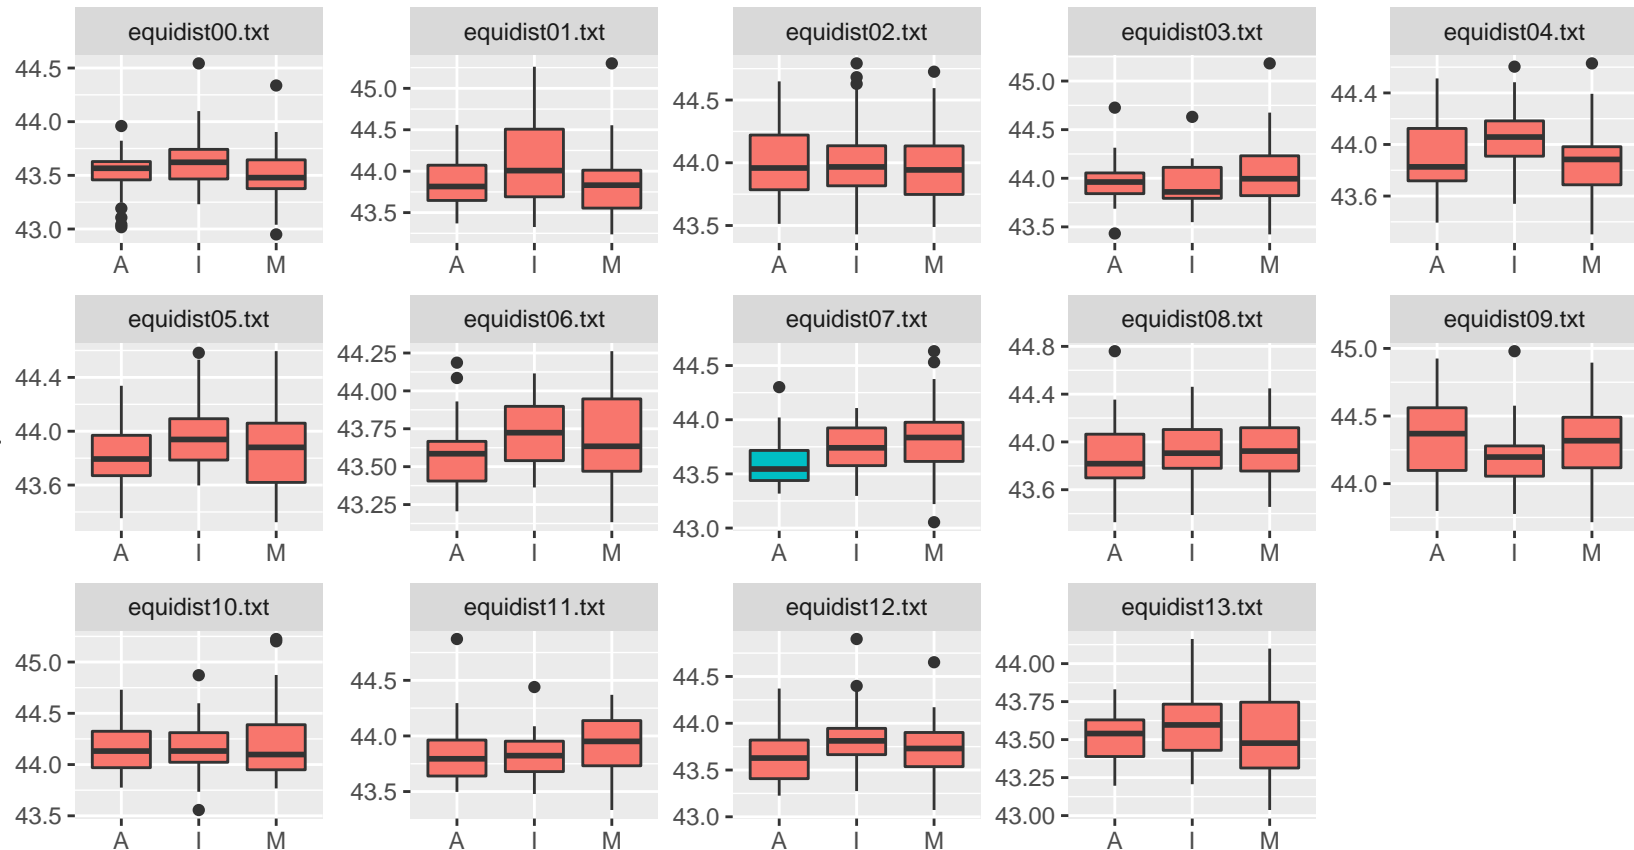 equidist00.txt
44.5
44.0
43.5
43.0
A I M
equidist01.txt
45.0
44.5
44.0
43.5
A I M
equidist02.txt
44.5
44.0
43.5
A I M
equidist03.txt
45.0
44.5
44.0
43.5
A I M
equidist04.txt
44.4
44.0
43.6
A I M
equidist05.txt
44.4
44.0
43.6
A I M
equidist06.txt
44.25
44.00
43.75
43.50
43.25
A I M
equidist07.txt
44.5
44.0
43.5
43.0
A I M
equidist08.txt
44.8
44.4
44.0
43.6
A I M
equidist09.txt
45.0
44.5
44.0
A I M
equidist10.txt
45.0
44.5
44.0
43.5
A I M
equidist11.txt
44.5
44.0
43.5
A I M
equidist12.txt
44.5
44.0
43.5
43.0
A I M
equidist13.txt
44.00
43.75
43.50
43.25
43.00
A I M